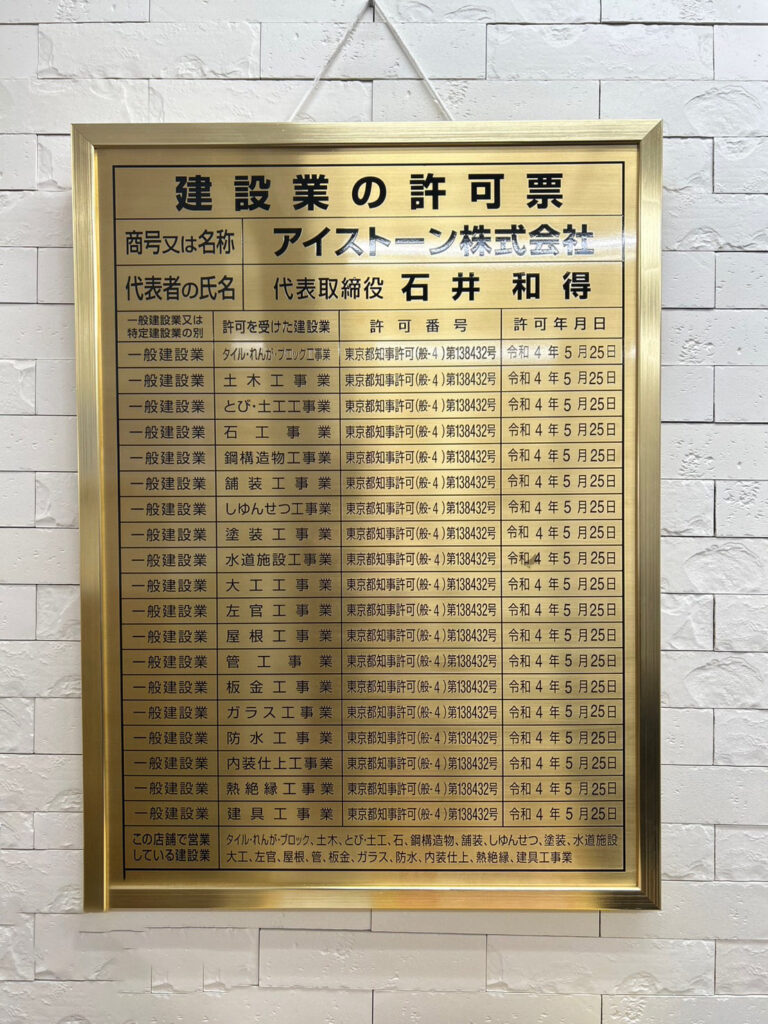 建設業の許可票
商号又は名称 アイストーン株式会社
代表者の氏名 代表取締役 石井 和得
一般建設業又は特定建設業の別 許可を受けた建設業 許可番号 許可年月日
一般建設業 タイル・れんが・ブロック工事業 東京都知事許可(般-4)第138432号 令和4年5月25日
一般建設業 土木工事業 東京都知事許可(般-4)第138432号 令和4年5月25日
一般建設業 とび・土工工事業 東京都知事許可(般-4)第138432号 令和4年5月25日
一般建設業 石工事業 東京都知事許可(般-4)第138432号 令和4年5月25日
一般建設業 鋼構造物工事業 東京都知事許可(般-4)第138432号 令和4年5月25日
一般建設業 舗装工事業 東京都知事許可(般-4)第138432号 令和4年5月25日
一般建設業 しゆんせつ工事業 東京都知事許可(般-4)第138432号 令和4年5月25日
一般建設業 塗装工事業 東京都知事許可(般-4)第138432号 令和4年5月25日
一般建設業 水道施設工事業 東京都知事許可(般-4)第138432号 令和4年5月25日
一般建設業 大工工事業 東京都知事許可(般-4)第138432号 令和4年5月25日
一般建設業 左官工事業 東京都知事許可(般-4)第138432号 令和4年5月25日
一般建設業 屋根工事業 東京都知事許可(般-4)第138432号 令和4年5月25日
一般建設業 管工事業 東京都知事許可(般-4)第138432号 令和4年5月25日
一般建設業 板金工事業 東京都知事許可(般-4)第138432号 令和4年5月25日
一般建設業 ガラス工事業 東京都知事許可(般-4)第138432号 令和4年5月25日
一般建設業 防水工事業 東京都知事許可(般-4)第138432号 令和4年5月25日
一般建設業 内装仕上工事業 東京都知事許可(般-4)第138432号 令和4年5月25日
一般建設業 熱絶縁工事業 東京都知事許可(般-4)第138432号 令和4年5月25日
一般建設業 建具工事業 東京都知事許可(般-4)第138432号 令和4年5月25日
この店舗で営業している建設業 タイル・れんが・ブロック、土木、とび・土工、石、鋼構造物、舗装、しゆんせつ、塗装、水道施設
大工、左官、屋根、管、板金、ガラス、防水、内装仕上、熱絶縁、建具工事業